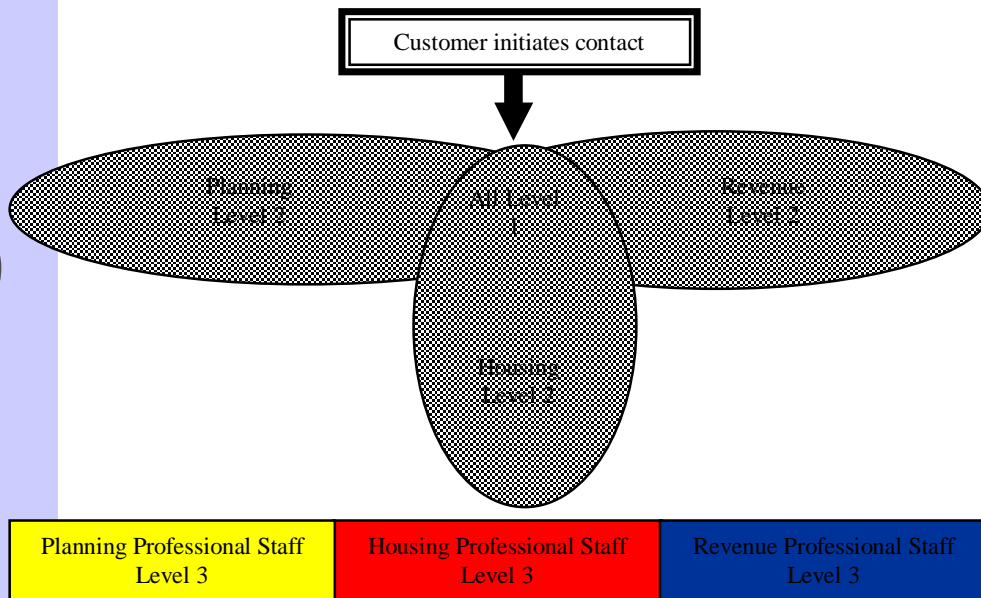 Customer initiates contact
Planning
Level 2
All Level
1
Revenue
Level 2
Housing
Level 2
Planning Professional Staff
Level 3
Housing Professional Staff
Level 3
Revenue Professional Staff
Level 3